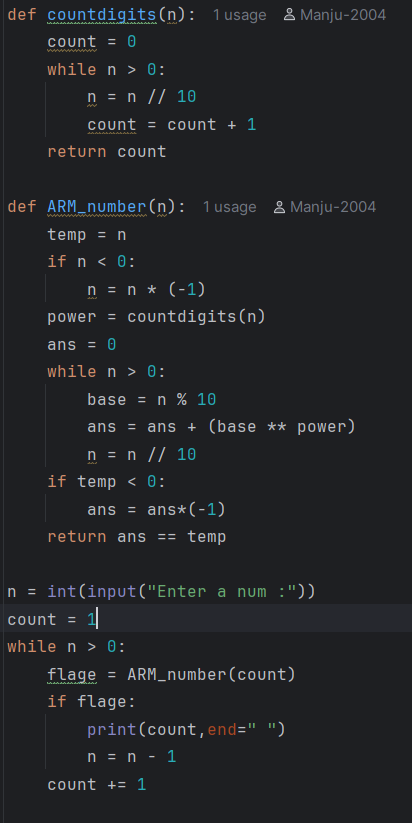 def countdigits(n): 1 usage Manju-2004
    count = 0
    while n > 0:
        n = n // 10
        count = count + 1
    return count

def ARM_number(n): 1 usage Manju-2004
    temp = n
    if n < 0:
        n = n * (-1)
    power = countdigits(n)
    ans = 0
    while n > 0:
        base = n % 10
        ans = ans + (base ** power)
        n = n // 10
    if temp < 0:
        ans = ans*(-1)
    return ans == temp

n = int(input("Enter a num :"))
count = 1
while n > 0:
    flage = ARM_number(count)
    if flage:
        print(count,end=" ")
        n = n - 1
    count += 1